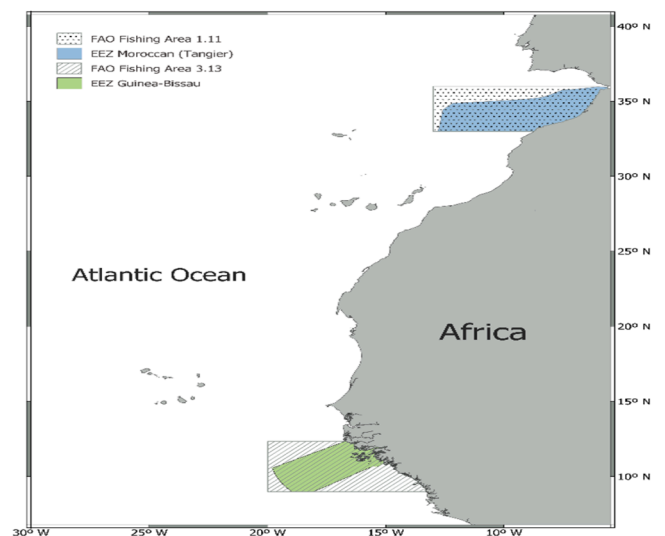 FAO Fishing Area 1.11
EEZ Moroccan (Tangier)
FAO Fishing Area 3.13
EEZ Guinea-Bissau
40° N
35° N
30° N
25° N
Atlantic Ocean
Africa
20° N
15° N
10° N
30° W
25° W
20° W
15° W
10° W